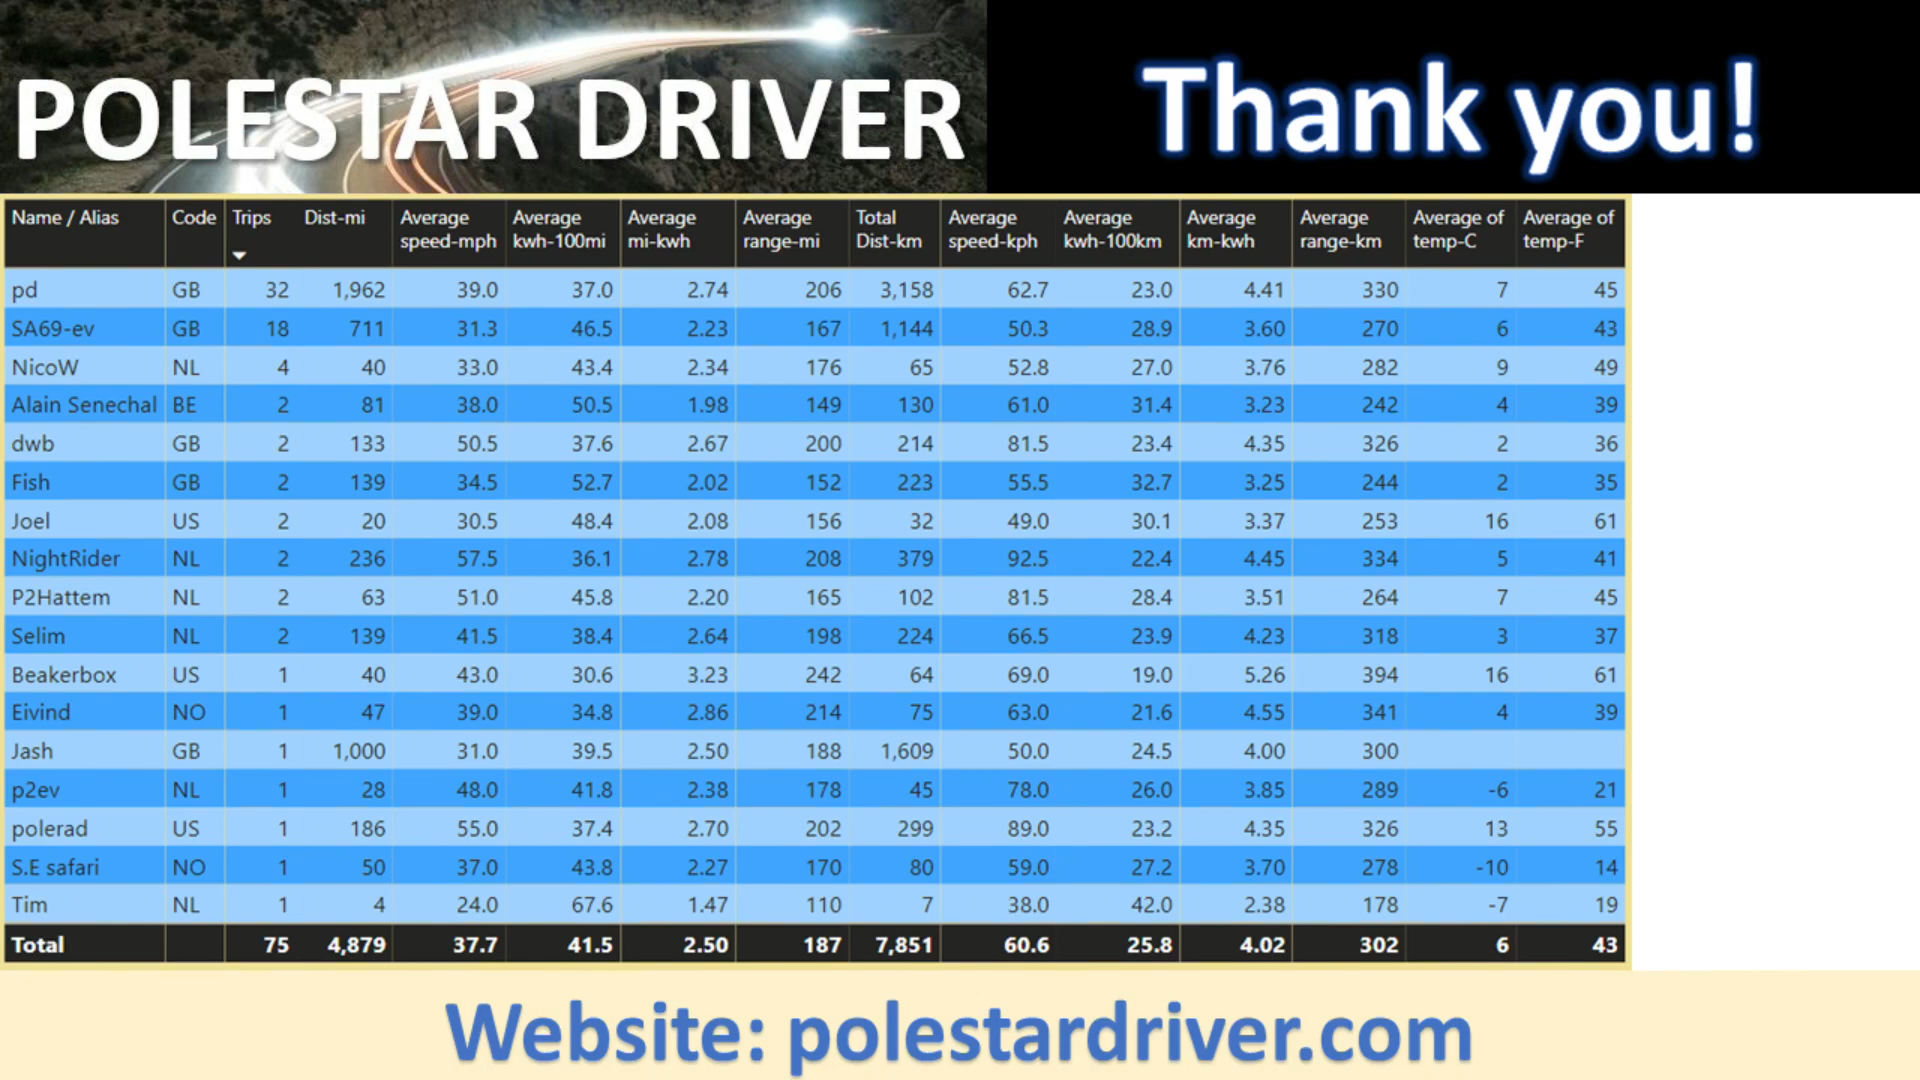 POLESTAR DRIVER
Thank you!
Name / Alias Code Trips Dist-mi Average speed-mph Average kwh-100mi Average mi-kwh Average range-mi Total Dist-km Average speed-kph Average kwh-100km Average km-kwh Average range-km Average of temp-C Average of temp-F
pd GB 32 1,962 39.0 37.0 2.74 206 3,158 62.7 23.0 4.41 330 7 45
SA69-ev GB 18 711 31.3 46.5 2.23 167 1,144 50.3 28.9 3.60 270 6 43
NicoW NL 4 40 33.0 43.4 2.34 176 65 52.8 27.0 3.76 282 9 49
Alain Senechal BE 2 81 38.0 50.5 1.98 149 130 61.0 31.4 3.23 242 4 39
dwb GB 2 133 50.5 37.6 2.67 200 214 81.5 23.4 4.35 326 2 36
Fish GB 2 139 34.5 52.7 2.02 152 223 55.5 32.7 3.25 244 2 35
Joel US 2 20 30.5 48.4 2.08 156 32 49.0 30.1 3.37 253 16 61
NightRider NL 2 236 57.5 36.1 2.78 208 379 92.5 22.4 4.45 334 5 41
P2Hattem NL 2 63 51.0 45.8 2.20 165 102 81.5 28.4 3.51 264 7 45
Selim NL 2 139 41.5 38.4 2.64 198 224 66.5 23.9 4.23 318 3 37
Beakerbox US 1 40 43.0 30.6 3.23 242 64 69.0 19.0 5.26 394 16 61
Eivind NO 1 47 39.0 34.8 2.86 214 75 63.0 21.6 4.55 341 4 39
Jash GB 1 1,000 31.0 39.5 2.50 188 1,609 50.0 24.5 4.00 300
p2ev NL 1 28 48.0 41.8 2.38 178 45 78.0 26.0 3.85 289 -6 21
polerad US 1 186 55.0 37.4 2.70 202 299 89.0 23.2 4.35 326 13 55
S.E safari NO 1 50 37.0 43.8 2.27 170 80 59.0 27.2 3.70 278 -10 14
Tim NL 1 4 24.0 67.6 1.47 110 7 38.0 42.0 2.38 178 -7 19
Total 75 4,879 37.7 41.5 2.50 187 7,851 60.6 25.8 4.02 302 6 43
Website: polestardriver.com